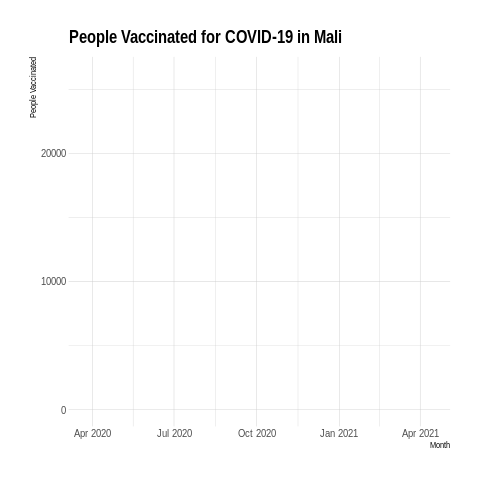 People Vaccinated for COVID-19 in Mali
People Vaccinated
20000
10000
0
Apr 2020 Jul 2020 Oct 2020 Jan 2021 Apr 2021
Month